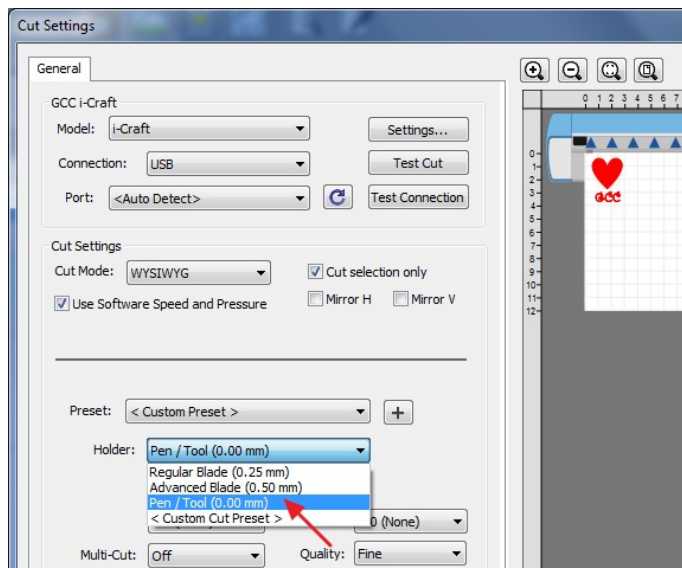 Cut Settings
General
GCC i-Craft
Model: i-Craft Settings...
Connection: USB Test Cut
Port: <Auto Detect> Test Connection
Cut Settings
Cut Mode: WYSIWYG Cut selection only
Use Software Speed and Pressure Mirror H Mirror V
Preset: < Custom Preset > +
Holder: Pen / Tool (0.00 mm)
Regular Blade (0.25 mm)
Advanced Blade (0.50 mm)
Pen / Tool (0.00 mm)
< Custom Cut Preset >
0 (None)
Multi-Cut: Off Quality: Fine
0 1 2 3 4 5 6 7
0
1
2
3
4
5
6
7
8
9
10
11
12
GCC